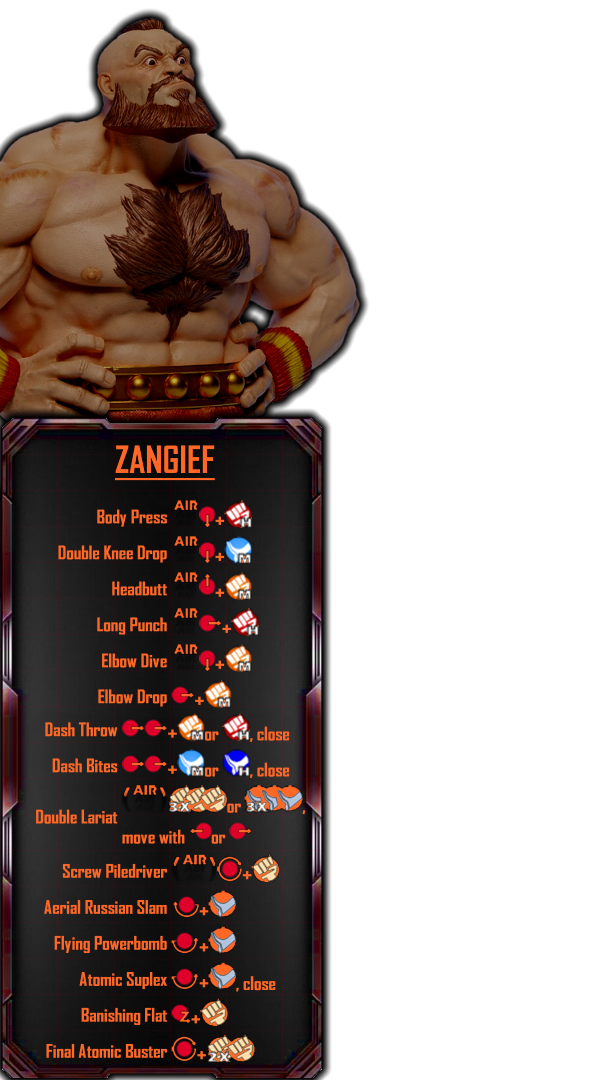 ZANGIEF
Body Press AIR + H
Double Knee Drop AIR + M
Headbutt AIR + M
Long Punch AIR + H
Elbow Dive AIR + M
Elbow Drop + M
Dash Throw + M or H , close
Dash Bites + M or H , close
Double Lariat ( AIR ) 3X or 3X ,
move with or
Screw Piledriver ( AIR ) +
Aerial Russian Slam +
Flying Powerbomb +
Atomic Suplex + , close
Banishing Flat Z +
Final Atomic Buster + 2X